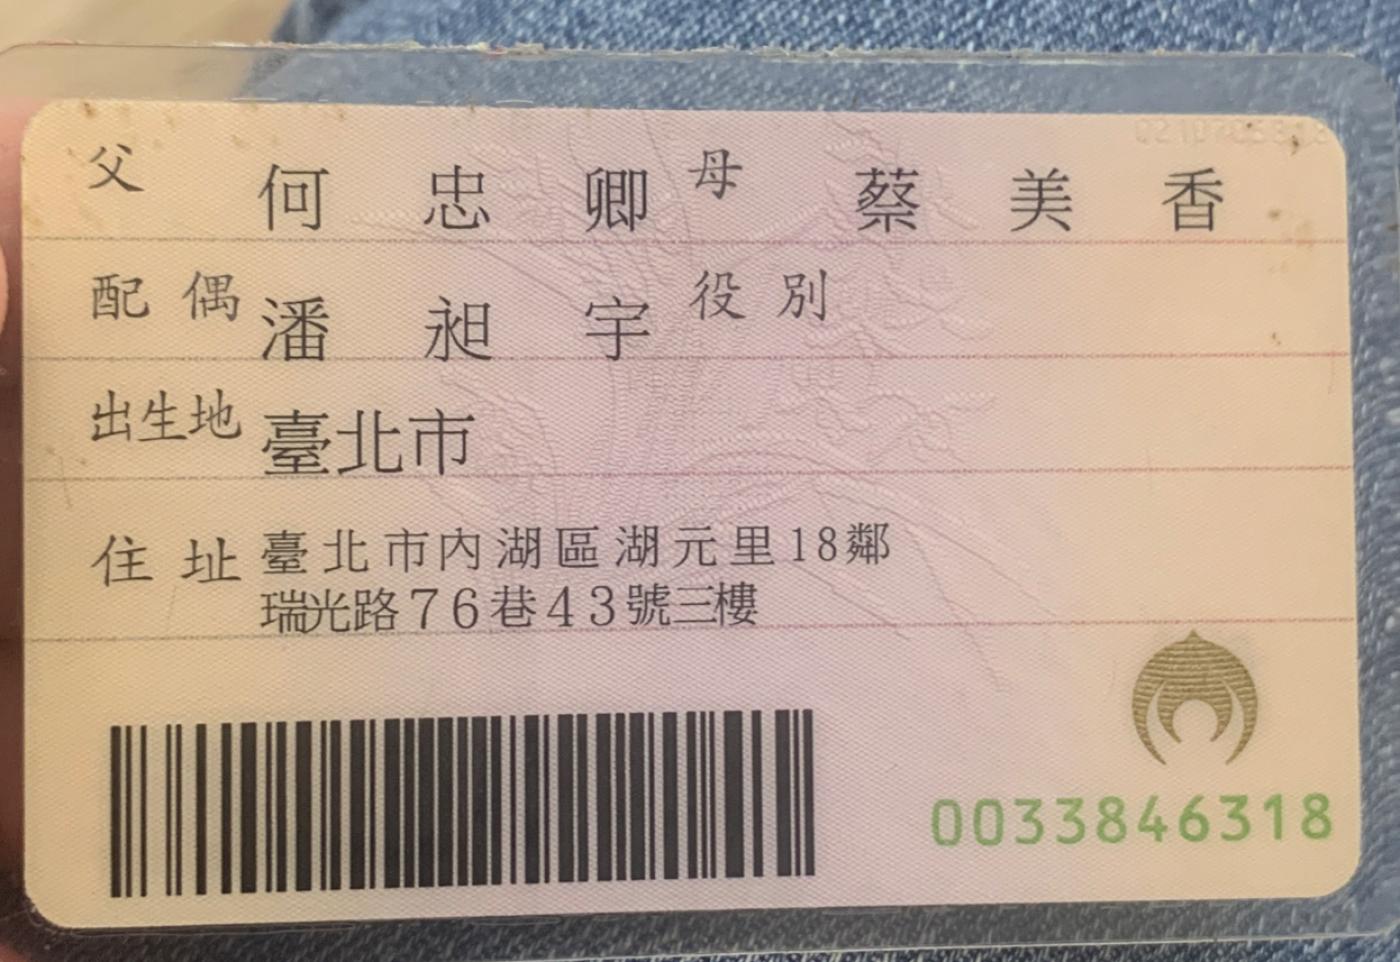 父 何忠卿 母 蔡美香
配偶 潘昶宇 役別
出生地 臺北市
住址 臺北市內湖區湖元里18鄰
瑞光路76巷43號三樓
0033846318